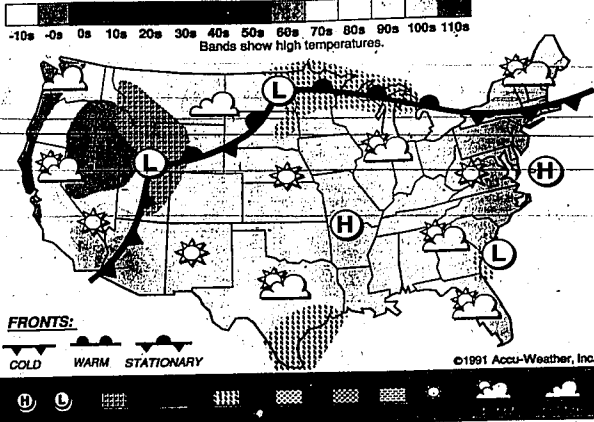 -10s -0s 0s 10s 20s 30s 40s 50s 60s 70s 80s 90s 100s 110s
Bands show high temperatures.
L
L
H
H
L
FRONTS:
COLD WARM STATIONARY
©1991 Accu-Weather, Inc.
H L